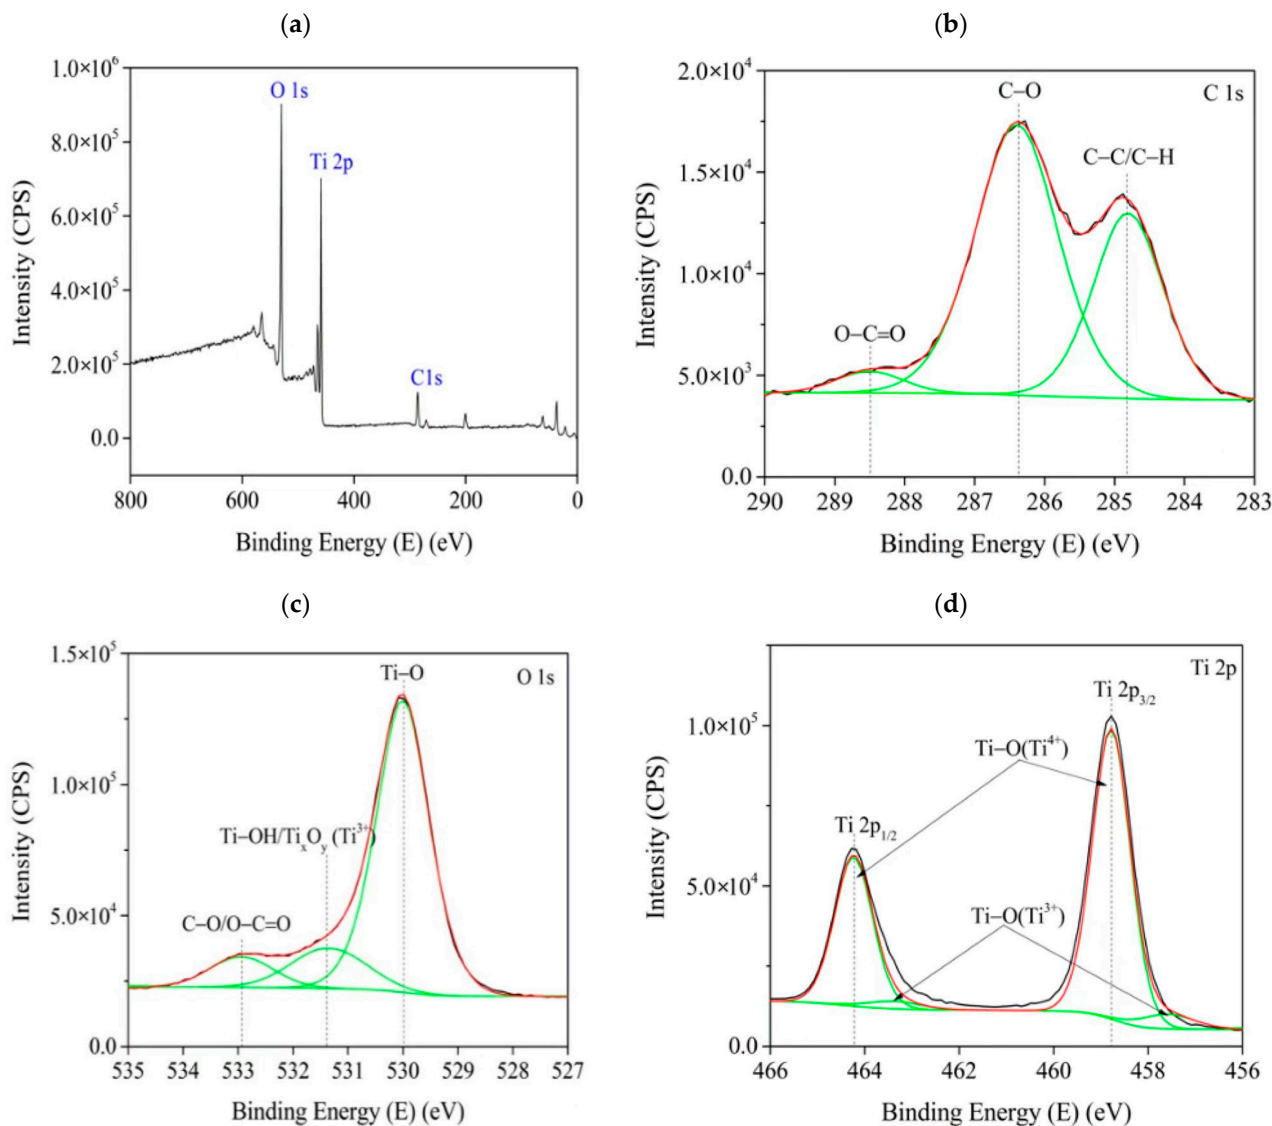 (a)
1.0×10⁶
8.0×10⁵
6.0×10⁵
4.0×10⁵
2.0×10⁵
0.0
Intensity (CPS)
O 1s
Ti 2p
C1s
800 600 400 200 0
Binding Energy (E) (eV)
(b)
2.0×10⁴
1.5×10⁴
1.0×10⁴
5.0×10³
0.0
Intensity (CPS)
C 1s
C–O
C–C/C–H
O–C=O
290 289 288 287 286 285 284 283
Binding Energy (E) (eV)
(c)
1.5×10⁵
1.0×10⁵
5.0×10⁴
0.0
Intensity (CPS)
O 1s
Ti–O
Ti–OH/TiₓOᵧ (Ti³⁺)
C–O/O–C=O
535 534 533 532 531 530 529 528 527
Binding Energy (E) (eV)
(d)
1.0×10⁵
5.0×10⁴
0.0
Intensity (CPS)
Ti 2p
Ti 2p₃/₂
Ti–O(Ti⁴⁺)
Ti 2p₁/₂
Ti–O(Ti³⁺)
466 464 462 460 458 456
Binding Energy (E) (eV)